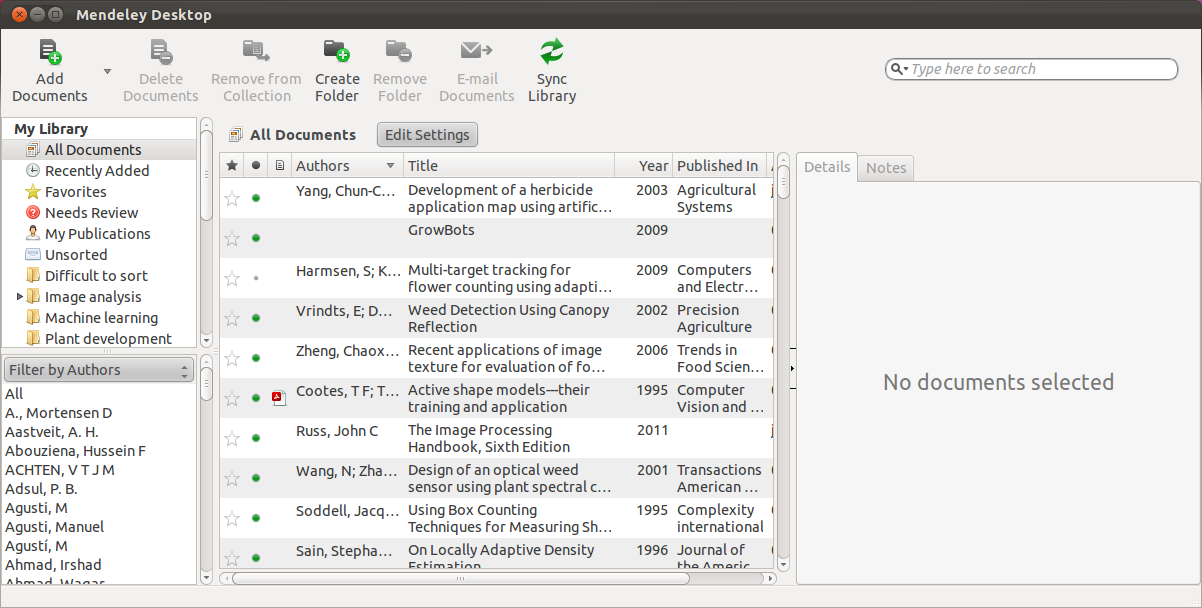 Mendeley Desktop
Add
Documents
Delete
Documents
Remove from
Collection
Create
Folder
Remove
Folder
E-mail
Documents
Sync
Library
Type here to search
My Library
All Documents
Recently Added
Favorites
Needs Review
My Publications
Unsorted
Difficult to sort
Image analysis
Machine learning
Plant development
Filter by Authors
All
A., Mortensen D
Aastveit, A. H.
Abouziena, Hussein F
ACHTEN, V T J M
Adsul, P. B.
Agusti, M
Agusti, Manuel
Agustí, M
Ahmad, Irshad
Ahmad, Waqar
All Documents
Edit Settings
Authors
Title
Year
Published In
Yang, Chun-C...
Development of a herbicide
application map using artific...
2003
Agricultural
Systems
GrowBots
2009
Harmsen, S; K...
Multi-target tracking for
flower counting using adapti...
2009
Computers
and Electr...
Vrindts, E; D...
Weed Detection Using Canopy
Reflection
2002
Precision
Agriculture
Zheng, Chaox...
Recent applications of image
texture for evaluation of fo...
2006
Trends in
Food Scien...
Cootes, T F; T...
Active shape models—their
training and application
1995
Computer
Vision and ...
Russ, John C
The Image Processing
Handbook, Sixth Edition
2011
Wang, N; Zha...
Design of an optical weed
sensor using plant spectral c...
2001
Transactions
American ...
Soddell, Jacq...
Using Box Counting
Techniques for Measuring Sh...
1995
Complexity
international
Sain, Stepha...
On Locally Adaptive Density
Estimation
1996
Journal of
the Americ...
Details
Notes
No documents selected